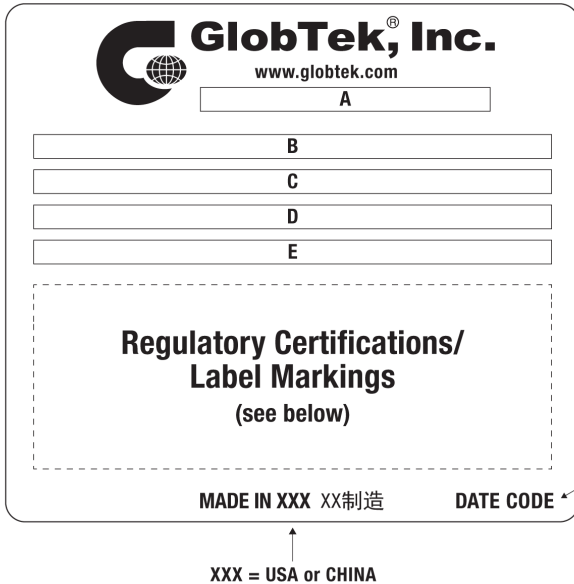 GlobTek,® Inc.
www.globtek.com
A
B
C
D
E
Regulatory Certifications/
Label Markings
(see below)
MADE IN XXX XX制造 DATE CODE
XXX = USA or CHINA